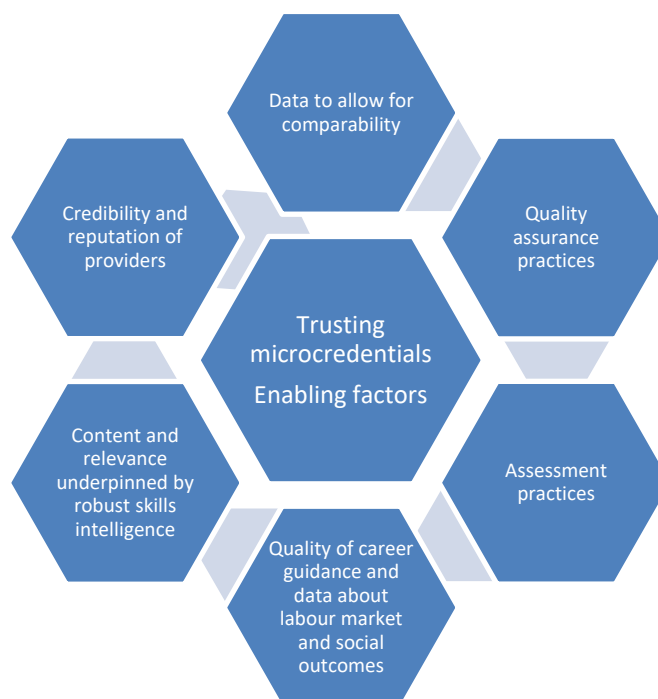 Data to allow for
comparability
Credibility and
reputation of
providers
Quality
assurance
practices
Trusting
microcredentials
Enabling factors
Content and
relevance
underpinned by
robust skills
intelligence
Assessment
practices
Quality of career
guidance and
data about
labour market
and social
outcomes